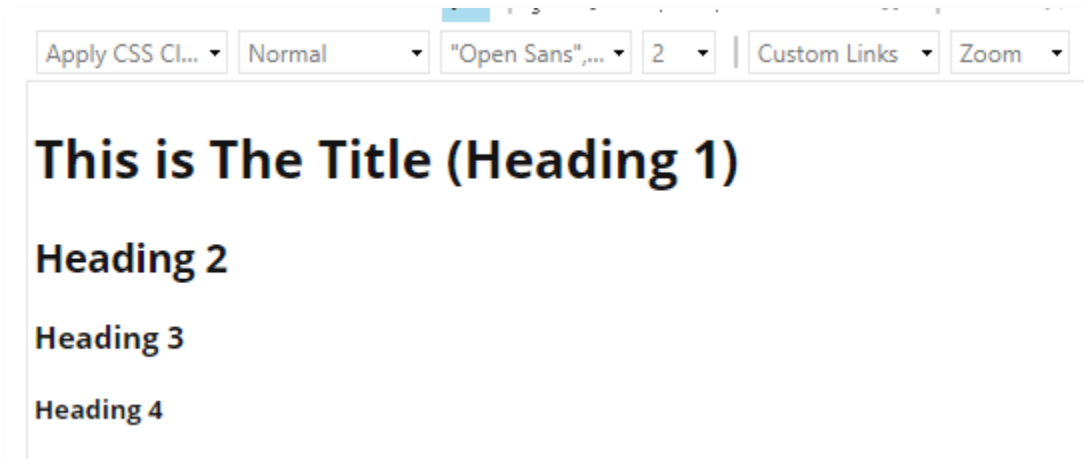 Apply CSS Cl... Normal "Open Sans",... 2 Custom Links Zoom
This is The Title (Heading 1)
Heading 2
Heading 3
Heading 4